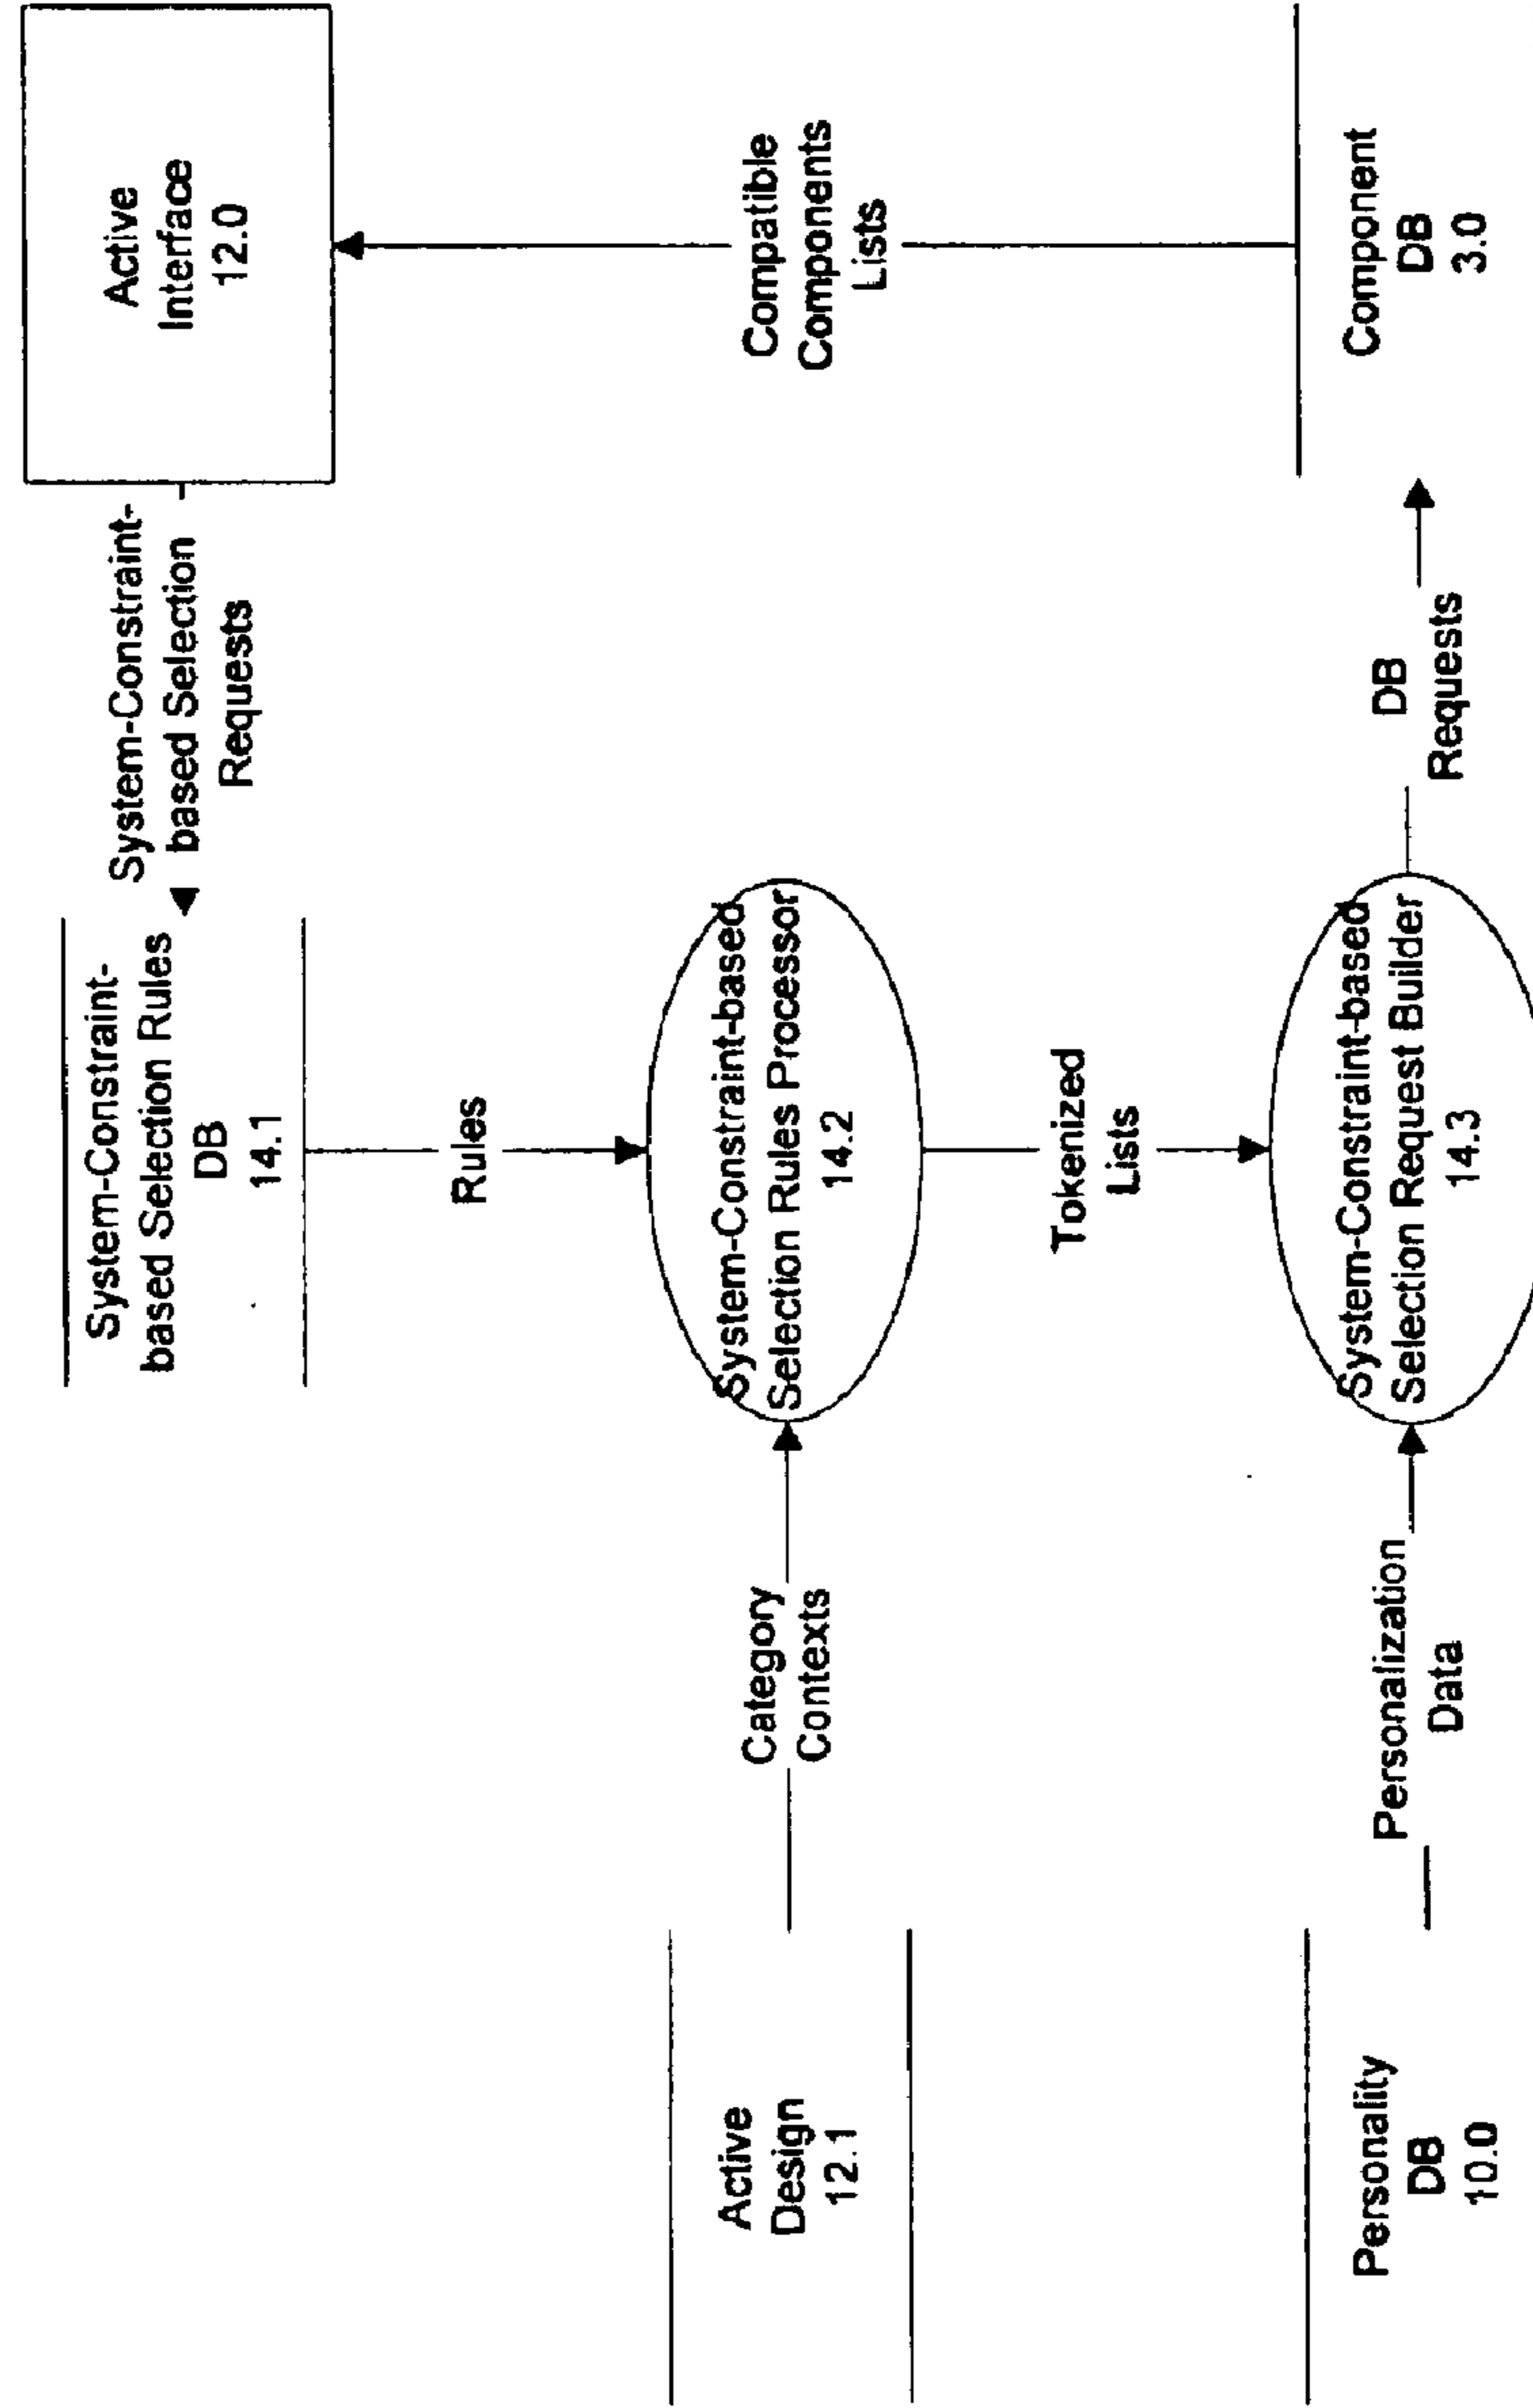 System-Constraint-
based Selection Rules
DB
14.1
System-Constraint-
based Selection
Requests
Active
Interface
12.0
Rules
Active
Design
12.1
Category
Contexts
System-Constraint-based
Selection Rules Processor
14.2
Compatible
Components
Lists
Tokenized
Lists
Personality
DB
10.0
Personalization
Data
System-Constraint-based
Selection Request Builder
14.3
DB
Requests
Component
DB
3.0